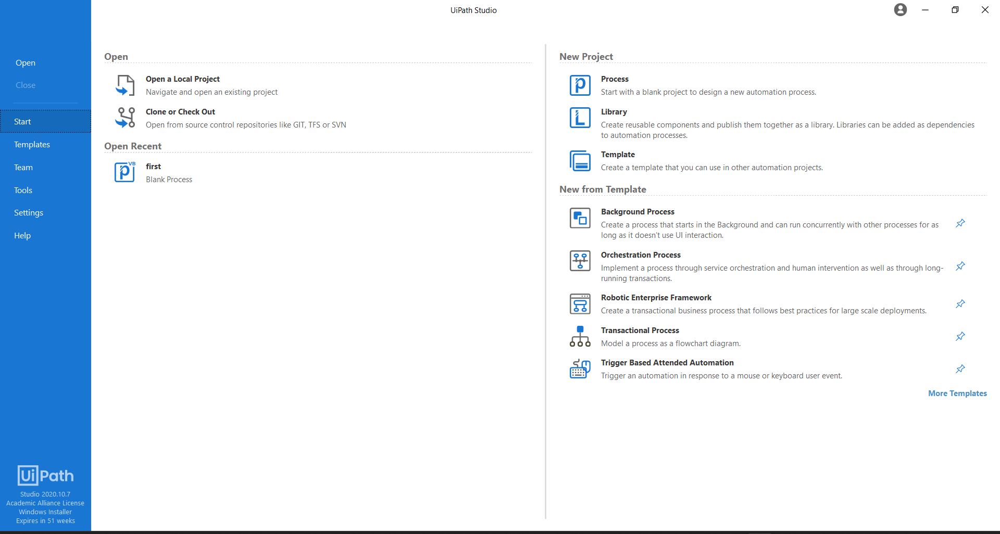 UiPath Studio
Open
Close
Start
Templates
Team
Tools
Settings
Help
UiPath
Studio 2020.10.7
Academic Alliance License
Windows Installer
Expires in 51 weeks
Open
Open a Local Project
Navigate and open an existing project
Clone or Check Out
Open from source control repositories like GIT, TFS or SVN
Open Recent
VB
first
Blank Process
New Project
Process
Start with a blank project to design a new automation process.
Library
Create reusable components and publish them together as a library. Libraries can be added as dependencies
to automation processes.
Template
Create a template that you can use in other automation projects.
New from Template
Background Process
Create a process that starts in the Background and can run concurrently with other processes for as
long as it doesn't use UI interaction.
Orchestration Process
Implement a process through service orchestration and human intervention as well as through long-
running transactions.
Robotic Enterprise Framework
Create a transactional business process that follows best practices for large scale deployments.
Transactional Process
Model a process as a flowchart diagram.
Trigger Based Attended Automation
Trigger an automation in response to a mouse or keyboard user event.
More Templates